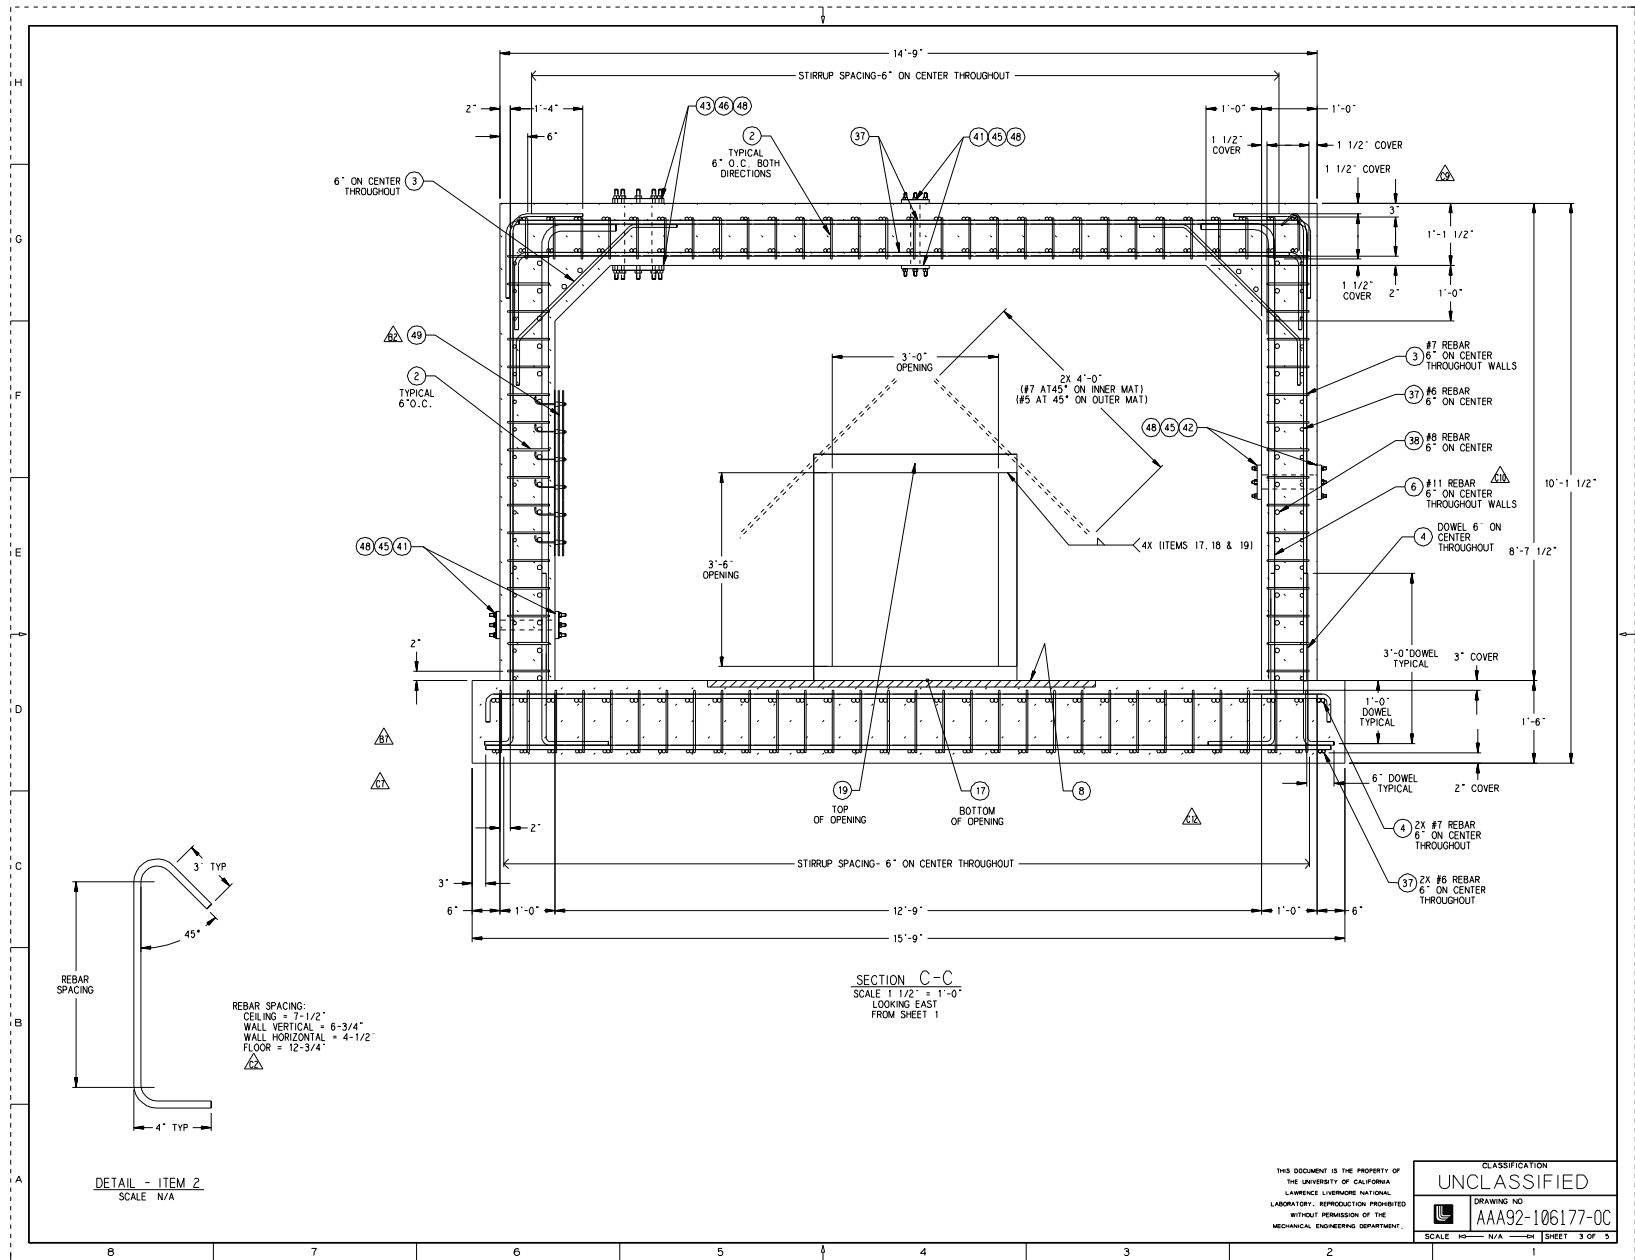 14'-9"
STIRRUP SPACING-6" ON CENTER THROUGHOUT
2"
1'-4"
6"
43 46 48
2
TYPICAL
6" O.C. BOTH
DIRECTIONS
37
41 45 48
1'-0"
1'-0"
1 1/2"
COVER
1 1/2" COVER
1 1/2" COVER
C9
6" ON CENTER 3
THROUGHOUT
3"
1'-1 1/2"
1 1/2"
COVER
2"
1'-0"
B2 49
2
TYPICAL
6"O.C.
3'-0"
OPENING
2X 4'-0"
(#7 AT45° ON INNER MAT)
(#5 AT 45° ON OUTER MAT)
3 #7 REBAR
6" ON CENTER
THROUGHOUT WALLS
37 #6 REBAR
6" ON CENTER
48 45 42
38 #8 REBAR
6" ON CENTER
C10
6 #11 REBAR
6" ON CENTER
THROUGHOUT WALLS
10'-1 1/2"
4 DOWEL 6" ON
CENTER
THROUGHOUT
8'-7 1/2"
48 45 41
4X (ITEMS 17, 18 & 19)
3'-6"
OPENING
2"
3'-0"DOWEL
TYPICAL
3" COVER
1'-0"
DOWEL
TYPICAL
1'-6"
B7
C7
6" DOWEL
TYPICAL
2" COVER
19
TOP
OF OPENING
17
BOTTOM
OF OPENING
8
C12
2"
4 2X #7 REBAR
6" ON CENTER
THROUGHOUT
STIRRUP SPACING- 6" ON CENTER THROUGHOUT
3"
37 2X #6 REBAR
6" ON CENTER
THROUGHOUT
6"
1'-0"
12'-9"
1'-0"
6"
15'-9"
SECTION C-C
SCALE 1 1/2" = 1'-0"
LOOKING EAST
FROM SHEET 1
3" TYP
45°
REBAR
SPACING
REBAR SPACING:
CEILING = 7-1/2"
WALL VERTICAL = 6-3/4"
WALL HORIZONTAL = 4-1/2"
FLOOR = 12-3/4"
C2
4" TYP
DETAIL - ITEM 2
SCALE N/A
THIS DOCUMENT IS THE PROPERTY OF
THE UNIVERSITY OF CALIFORNIA
LAWRENCE LIVERMORE NATIONAL
LABORATORY. REPRODUCTION PROHIBITED
WITHOUT PERMISSION OF THE
MECHANICAL ENGINEERING DEPARTMENT.
CLASSIFICATION
UNCLASSIFIED
DRAWING NO
AAA92-106177-0C
SCALE N/A SHEET 3 OF 5
H
G
F
E
D
C
B
A
8 7 6 5 4 3 2 1